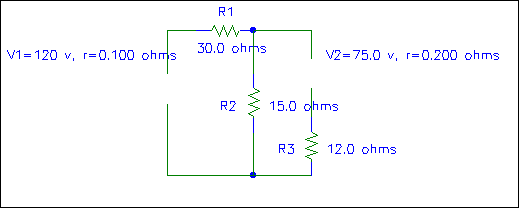 R1
V1=120 v, r=0.100 ohms
30.0 ohms
V2=75.0 v, r=0.200 ohms
R2
15.0 ohms
R3
12.0 ohms